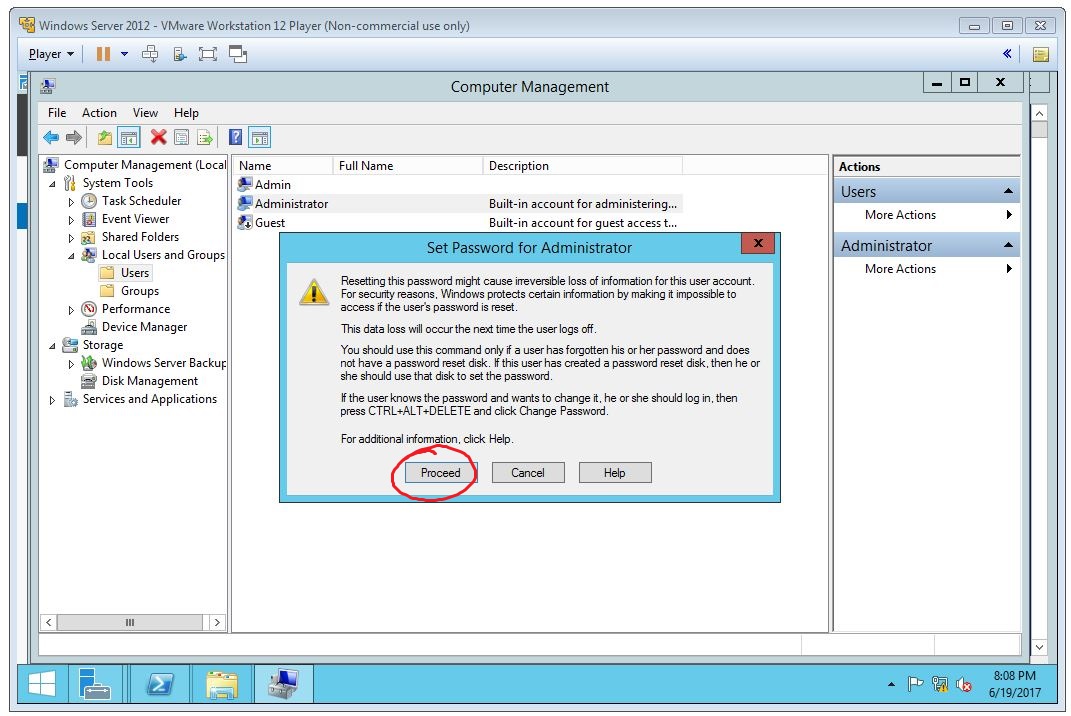 Windows Server 2012 - VMware Workstation 12 Player (Non-commercial use only)
Player
Computer Management
File Action View Help
Computer Management (Local
System Tools
Task Scheduler
Event Viewer
Shared Folders
Local Users and Groups
Users
Groups
Performance
Device Manager
Storage
Windows Server Backup
Disk Management
Services and Applications
Name Full Name Description
Admin
Administrator Built-in account for administering...
Guest Built-in account for guest access t...
Actions
Users
More Actions
Administrator
More Actions
Set Password for Administrator
Resetting this password might cause irreversible loss of information for this user account.
For security reasons, Windows protects certain information by making it impossible to
access if the user's password is reset.
This data loss will occur the next time the user logs off.
You should use this command only if a user has forgotten his or her password and does
not have a password reset disk. If this user has created a password reset disk, then he or
she should use that disk to set the password.
If the user knows the password and wants to change it, he or she should log in, then
press CTRL+ALT+DELETE and click Change Password.
For additional information, click Help.
Proceed Cancel Help
8:08 PM
6/19/2017